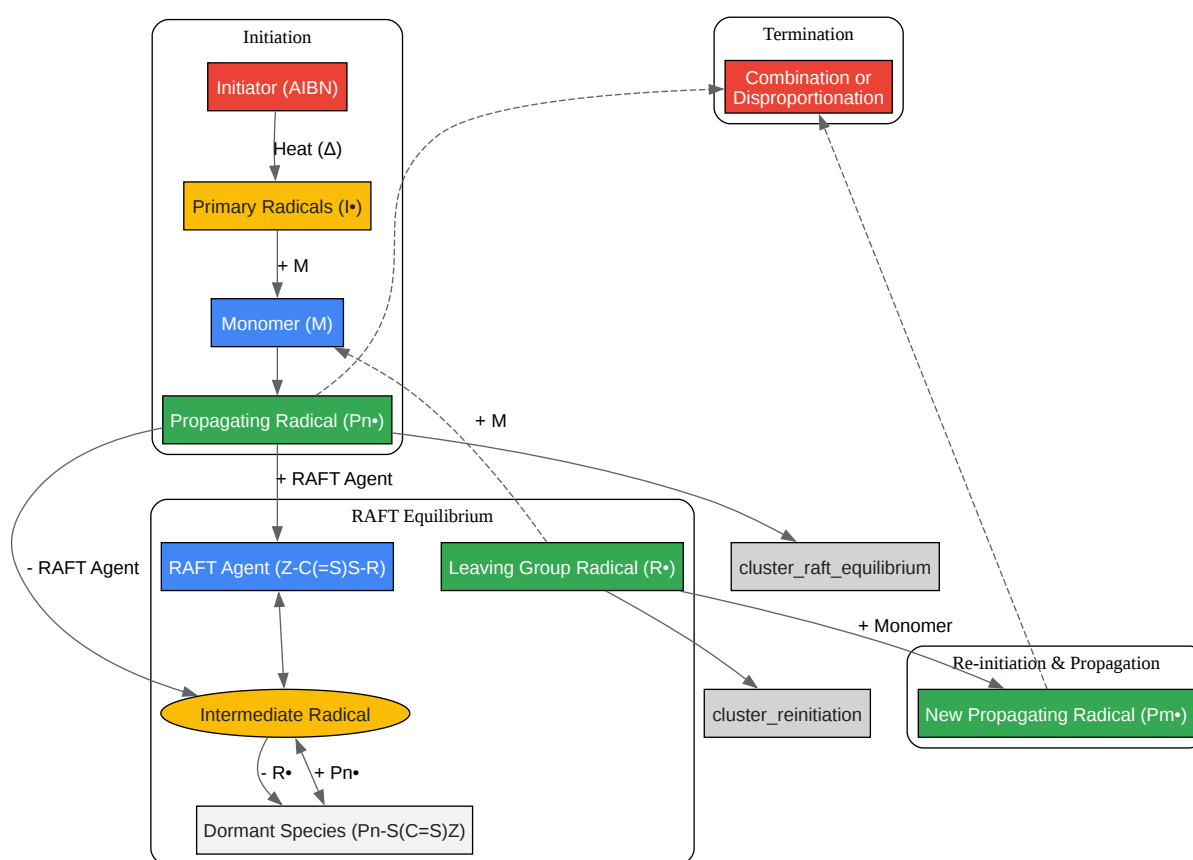 Initiation
Termination
Initiator (AIBN)
Combination or
Disproportionation
Heat (Δ)
Primary Radicals (I•)
+ M
Monomer (M)
Propagating Radical (Pn•)
+ M
+ RAFT Agent
RAFT Equilibrium
- RAFT Agent
RAFT Agent (Z-C(=S)S-R)
Leaving Group Radical (R•)
cluster_raft_equilibrium
+ Monomer
Re-initiation & Propagation
Intermediate Radical
cluster_reinitiation
New Propagating Radical (Pm•)
- R•
+ Pn•
Dormant Species (Pn-S(C=S)Z)